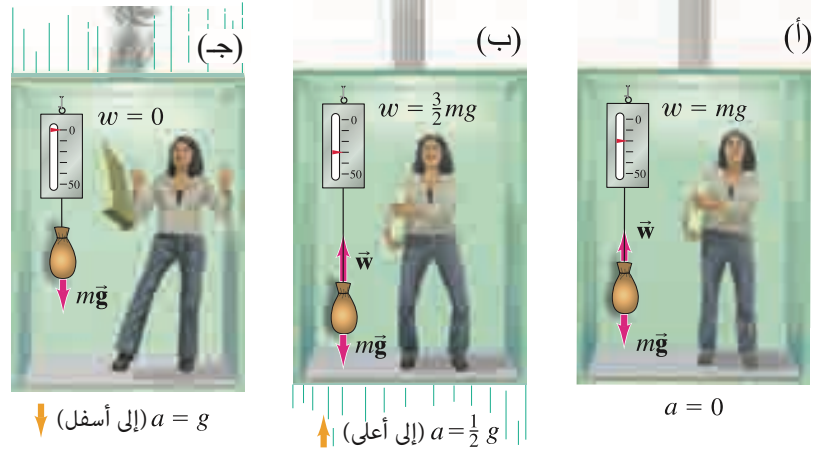 (أ)
w = mg
0
50
w⃗
mg⃗
a = 0
(ب)
w = 3/2 mg
0
50
w⃗
mg⃗
(إلى أعلى) a = 1/2 g
(جـ)
w = 0
0
50
mg⃗
(إلى أسفل) a = g